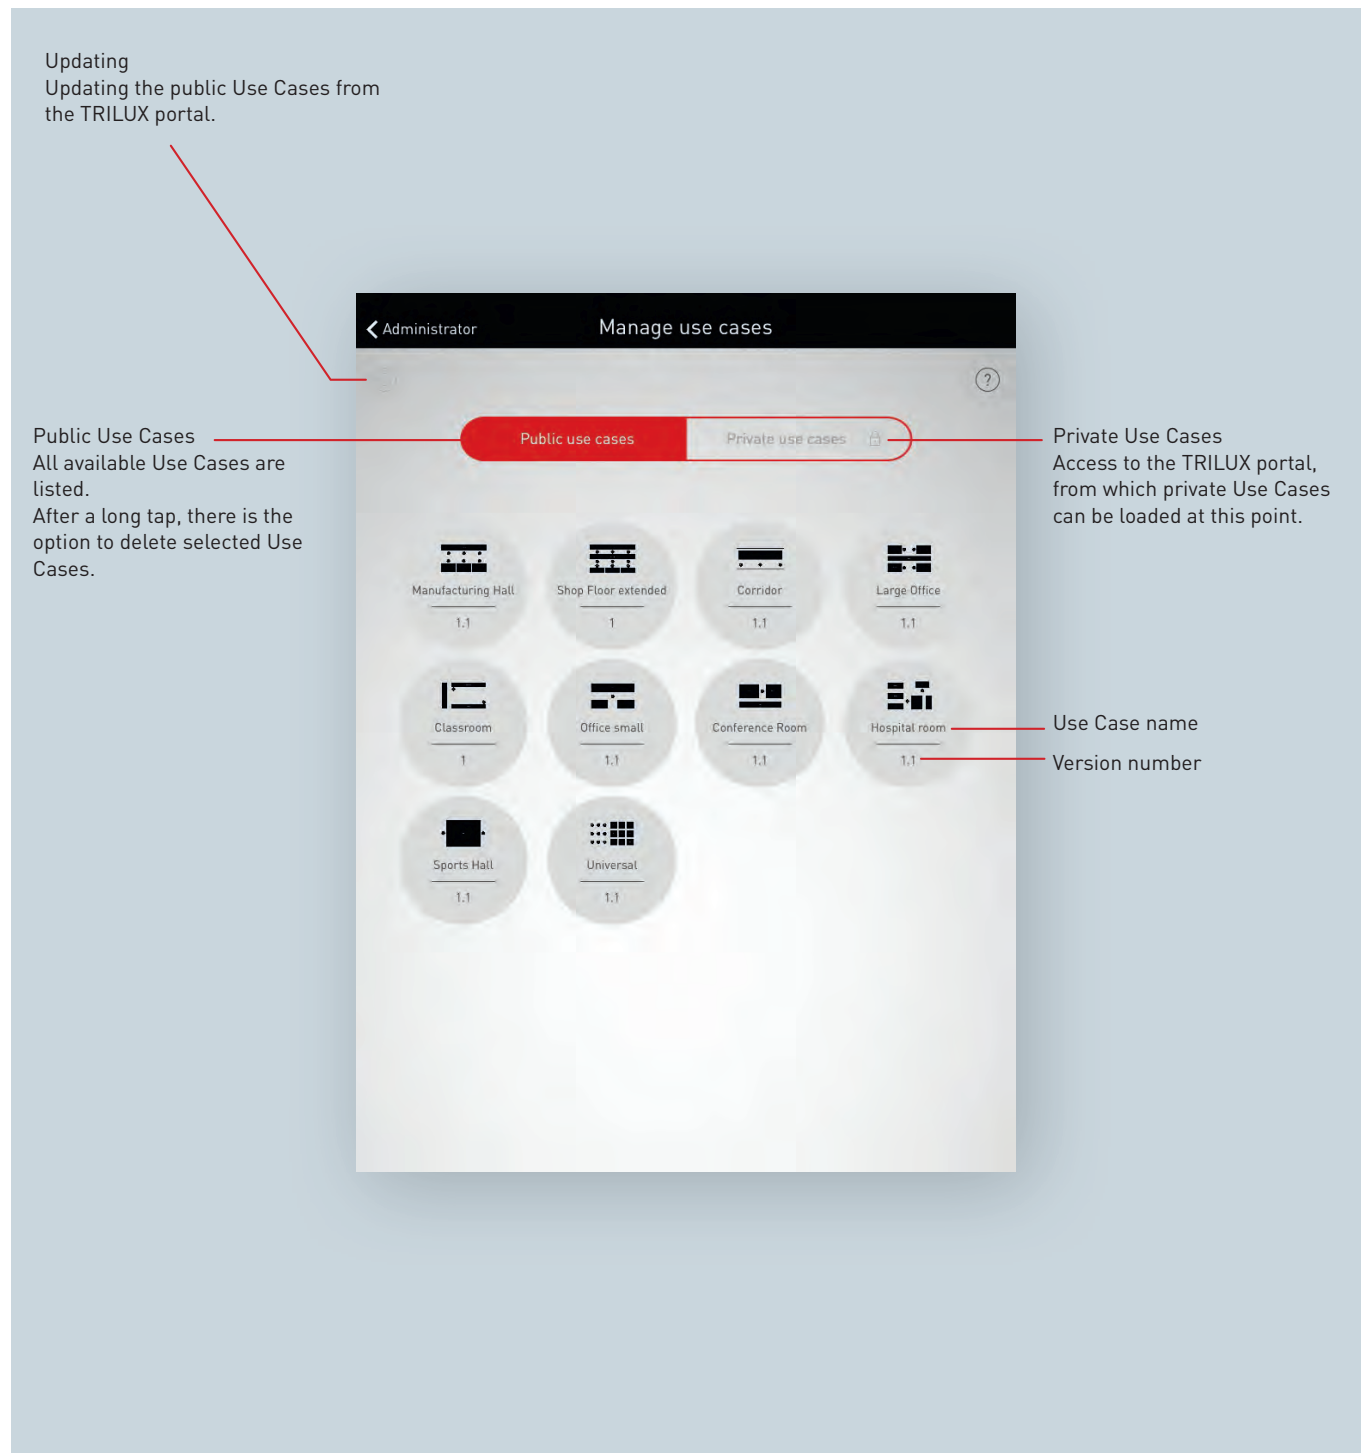 Updating
Updating the public Use Cases from
the TRILUX portal.
Administrator
Manage use cases
?
Public use cases
Private use cases
Public Use Cases
All available Use Cases are
listed.
After a long tap, there is the
option to delete selected Use
Cases.
Private Use Cases
Access to the TRILUX portal,
from which private Use Cases
can be loaded at this point.
Manufacturing Hall
1.1
Shop Floor extended
1
Corridor
1.1
Large Office
1.1
Classroom
1
Office small
1.1
Conference Room
1.1
Hospital room
1.1
Use Case name
Version number
Sports Hall
1.1
Universal
1.1